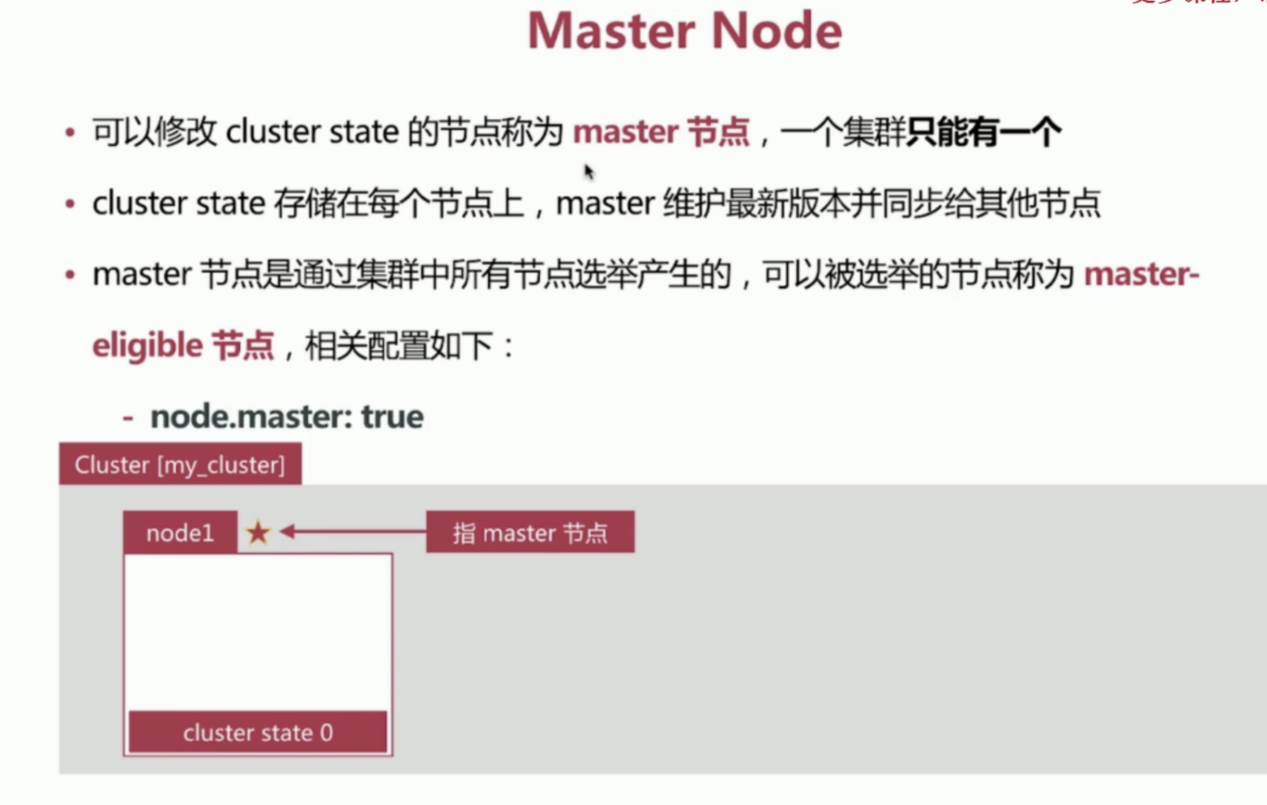 Master Node
• 可以修改 cluster state 的节点称为 master 节点，一个集群只能有一个
• cluster state 存储在每个节点上，master 维护最新版本并同步给其他节点
• master 节点是通过集群中所有节点选举产生的，可以被选举的节点称为 master-
eligible 节点，相关配置如下：
- node.master: true
Cluster [my_cluster]
node1
指 master 节点
cluster state 0